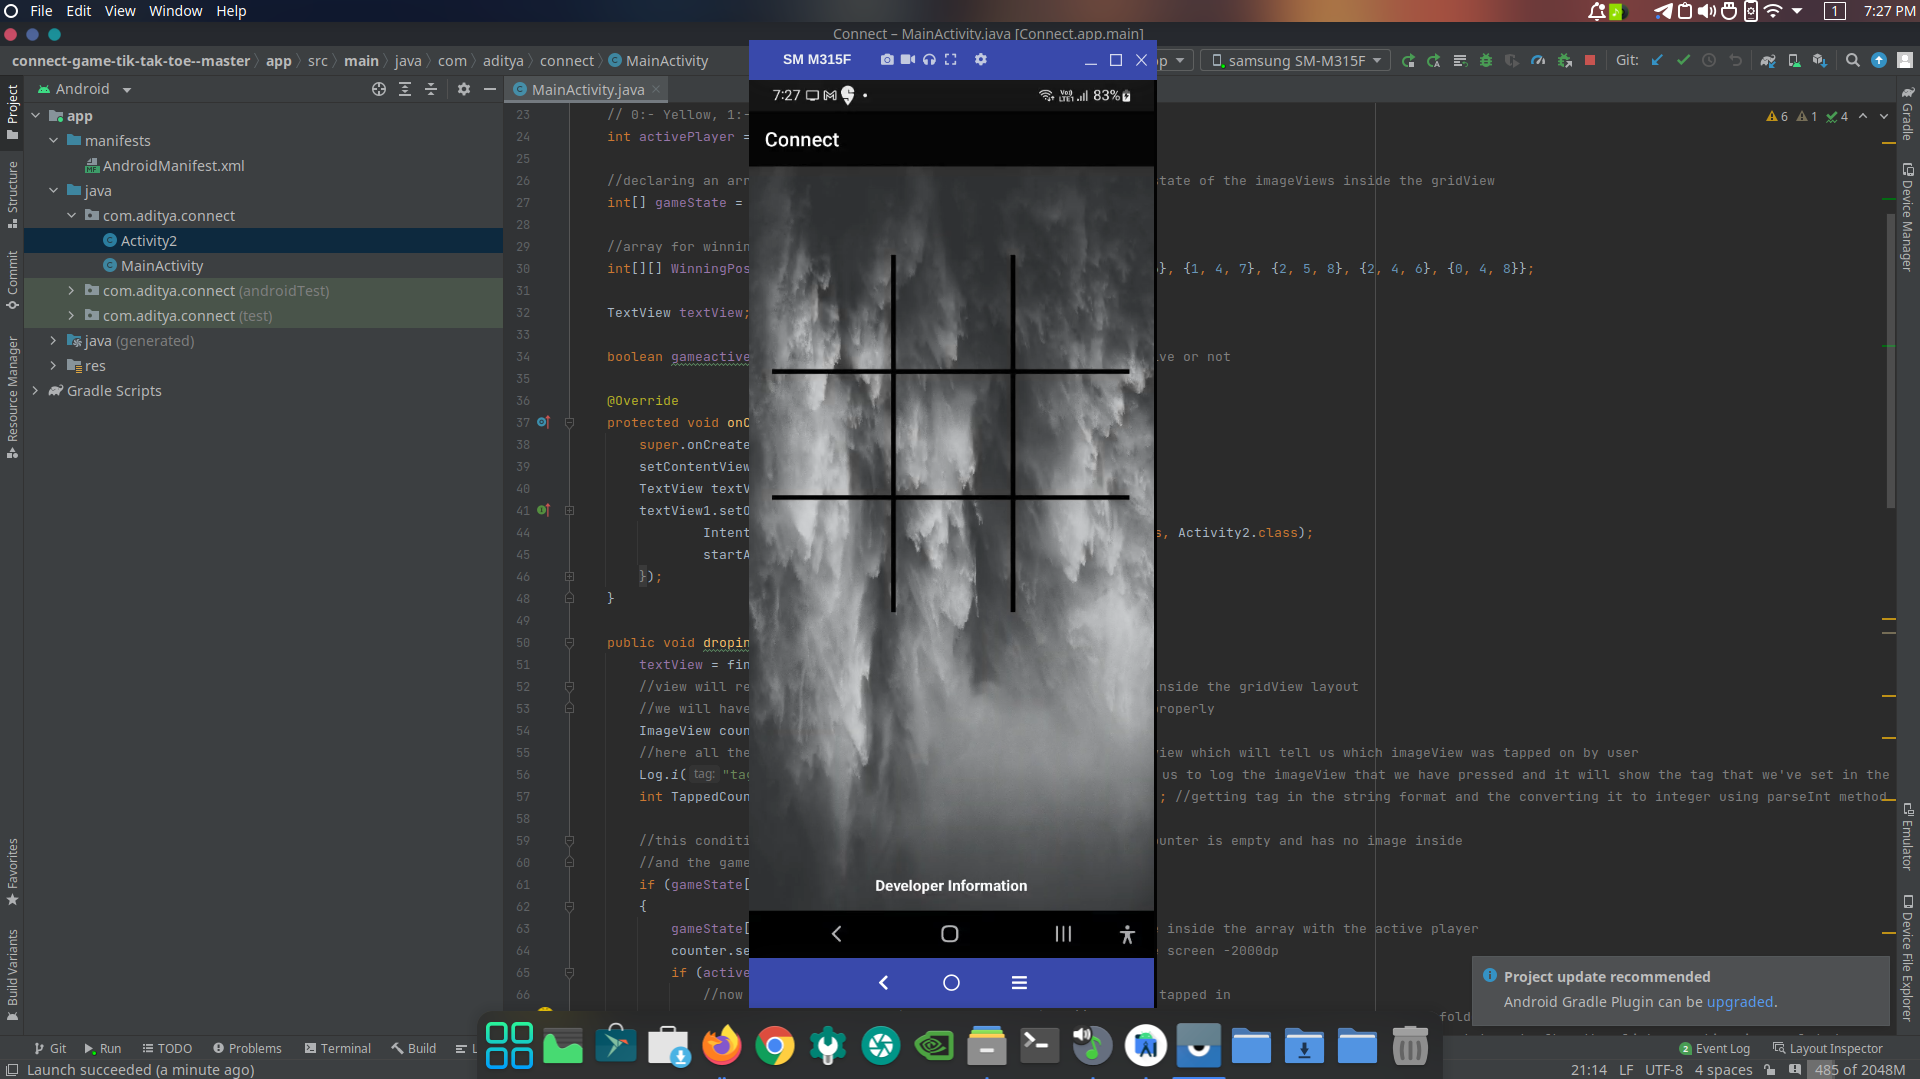 File Edit View Window Help
1 7:27 PM
Connect – MainActivity.java [Connect.app.main]
connect-game-tik-tak-toe--master app src main java com aditya connect MainActivity
samsung SM-M315F
Git:
SM M315F
Android
MainActivity.java
app
manifests
AndroidManifest.xml
java
com.aditya.connect
Activity2
MainActivity
com.aditya.connect (androidTest)
com.aditya.connect (test)
java (generated)
res
Gradle Scripts
Project
Structure
Commit
Resource Manager
Favorites
Build Variants
7:27
83%
Connect
Developer Information
6 1 4
23 // 0:- Yellow, 1:-
24 int activePlayer =
25
26 //declaring an arr tate of the imageViews inside the gridView
27 int[] gameState =
28
29 //array for winnin
30 int[][] WinningPos }, {1, 4, 7}, {2, 5, 8}, {2, 4, 6}, {0, 4, 8}};
31
32 TextView textView;
33
34 boolean gameactive ve or not
35
36 @Override
37 protected void onC
38 super.onCreate
39 setContentView
40 TextView textV
41 textView1.setO
44 Intent s, Activity2.class);
45 startA
46 });
48 }
49
50 public void dropin
51 textView = fin
52 //view will re nside the gridView layout
53 //we will have roperly
54 ImageView coun
55 //here all the iew which will tell us which imageView was tapped on by user
56 Log.i( tag: "tag us to log the imageView that we have pressed and it will show the tag that we've set in the
57 int TappedCoun ; //getting tag in the string format and the converting it to integer using parseInt method
58
59 //this conditi unter is empty and has no image inside
60 //and the game
61 if (gameState[
62 {
63 gameState[ inside the array with the active player
64 counter.se screen -2000dp
65 if (active
66 //now tapped in
fold
Gradle
Device Manager
Emulator
Device File Explorer
Project update recommended
Android Gradle Plugin can be upgraded.
Git Run TODO Problems Terminal Build L
2 Event Log Layout Inspector
Launch succeeded (a minute ago)
21:14 LF UTF-8 4 spaces 485 of 2048M